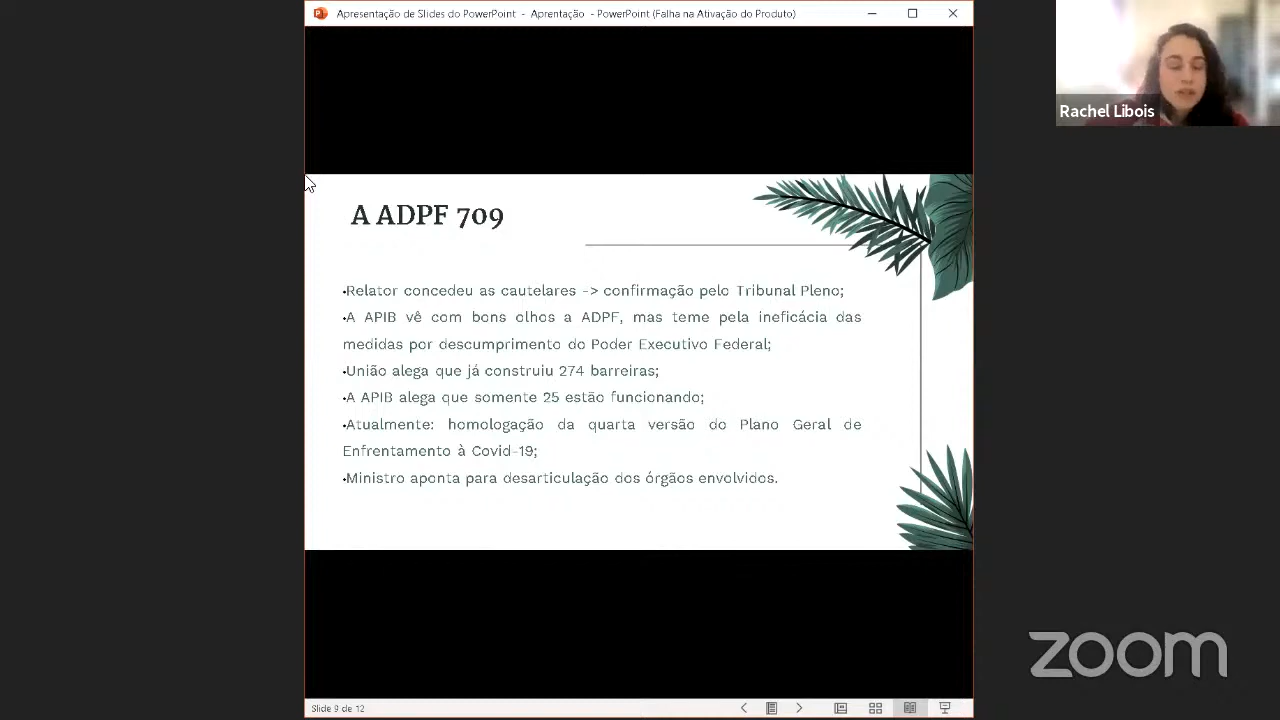 Apresentação de Slides do PowerPoint - Aprentação - PowerPoint (Falha na Ativação do Produto)
Rachel Libois
A ADPF 709
•Relator concedeu as cautelares -> confirmação pelo Tribunal Pleno;
•A APIB vê com bons olhos a ADPF, mas teme pela ineficácia das
medidas por descumprimento do Poder Executivo Federal;
•União alega que já construiu 274 barreiras;
•A APIB alega que somente 25 estão funcionando;
•Atualmente: homologação da quarta versão do Plano Geral de
Enfrentamento à Covid-19;
•Ministro aponta para desarticulação dos órgãos envolvidos.
zoom
Slide 9 de 12